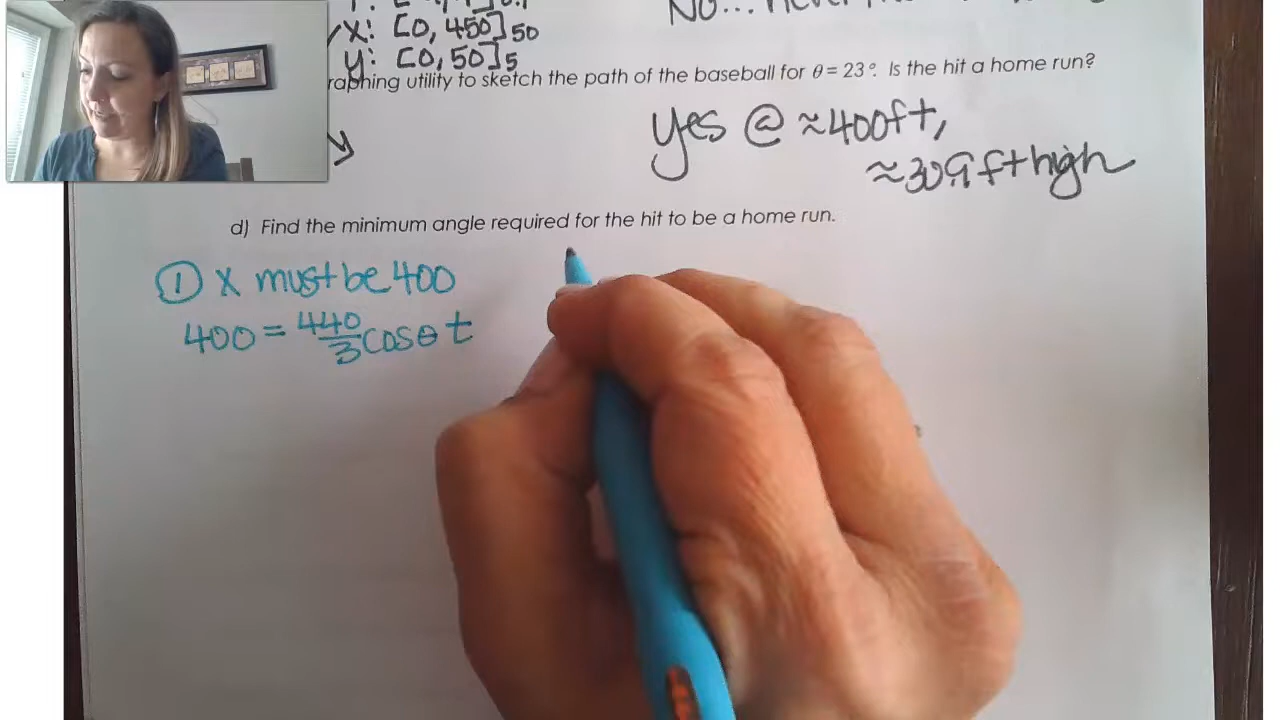 x: [0, 450]50
y: [0, 50]5
raphing utility to sketch the path of the baseball for θ = 23°. Is the hit a home run?
yes @ ≈400ft,
≈30.9ft high
d) Find the minimum angle required for the hit to be a home run.
① X must be 400
400 = 440/3 cosθ t